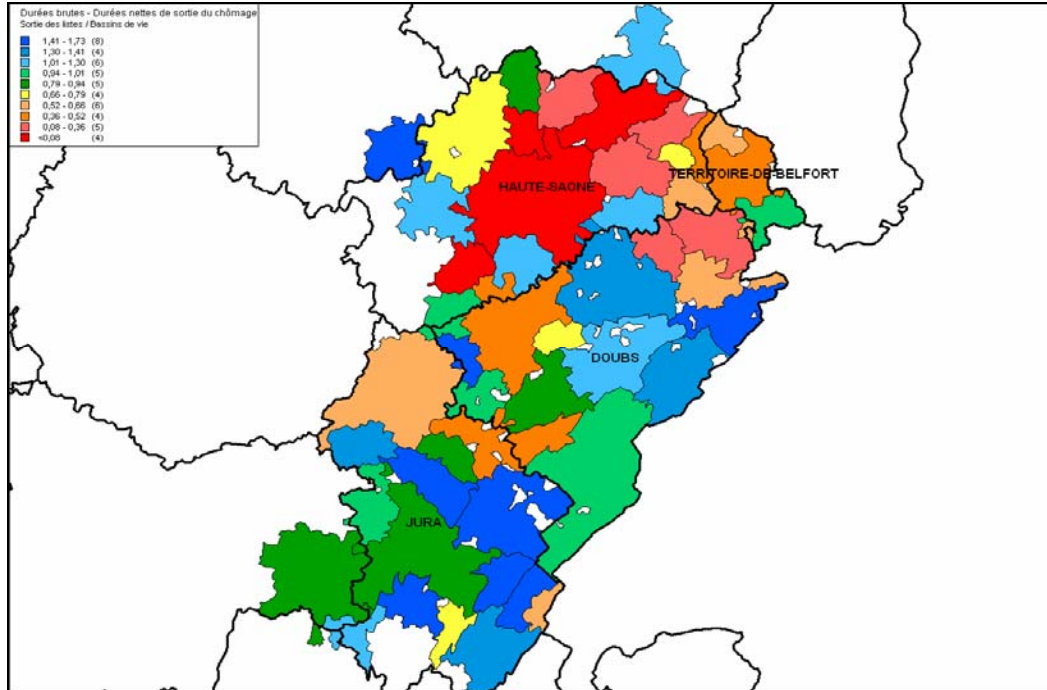 Durées brutes - Durées nettes de sortie du chômage
Sortie des listes / Bassins de vie
1,41 - 1,73 (8)
1,30 - 1,41 (4)
1,01 - 1,30 (6)
0,94 - 1,01 (5)
0,79 - 0,94 (5)
0,66 - 0,79 (4)
0,52 - 0,66 (6)
0,36 - 0,52 (4)
0,08 - 0,36 (5)
<0,08 (4)
TERRITOIRE-DE-BELFORT
HAUTE-SAONE
DOUBS
JURA